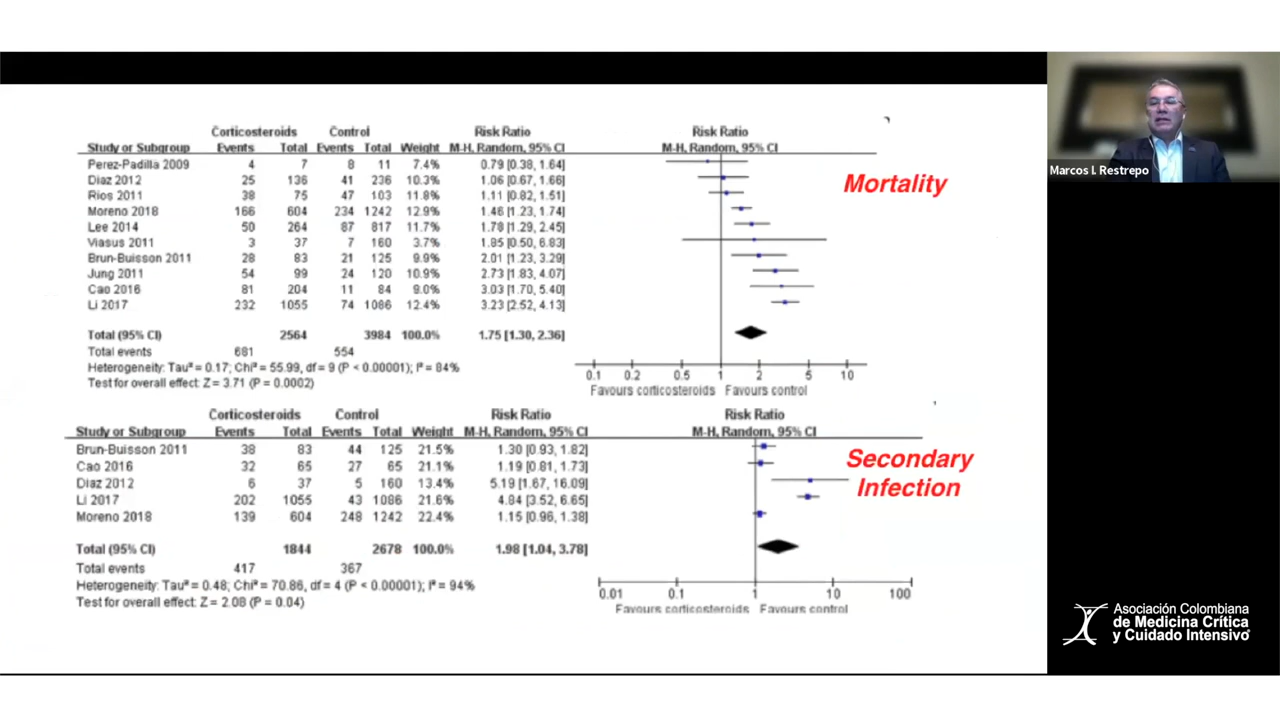 Corticosteroids Control Risk Ratio Risk Ratio
Study or Subgroup Events Total Events Total Weight M-H, Random, 95% CI M-H, Random, 95% CI
Perez-Padilla 2009 4 7 8 11 7.4% 0.79 [0.38, 1.64]
Diaz 2012 25 136 41 236 10.3% 1.06 [0.67, 1.66]
Rios 2011 38 75 47 103 11.8% 1.11 [0.82, 1.51]
Moreno 2018 166 604 234 1242 12.9% 1.46 [1.23, 1.74]
Lee 2014 50 264 87 817 11.7% 1.78 [1.29, 2.45]
Viasus 2011 3 37 7 160 3.7% 1.85 [0.50, 6.83]
Brun-Buisson 2011 28 83 21 125 9.9% 2.01 [1.23, 3.29]
Jung 2011 54 99 24 120 10.9% 2.73 [1.83, 4.07]
Cao 2016 81 204 11 84 9.0% 3.03 [1.70, 5.40]
Li 2017 232 1055 74 1086 12.4% 3.23 [2.52, 4.13]
Mortality
Total (95% CI) 2564 3984 100.0% 1.75 [1.30, 2.36]
Total events 681 554
Heterogeneity: Tau² = 0.17; Chi² = 55.99, df = 9 (P < 0.00001); I² = 84%
Test for overall effect: Z = 3.71 (P = 0.0002)
0.1 0.2 0.5 1 2 5 10
Favours corticosteroids Favours control
Corticosteroids Control Risk Ratio Risk Ratio
Study or Subgroup Events Total Events Total Weight M-H, Random, 95% CI M-H, Random, 95% CI
Brun-Buisson 2011 38 83 44 125 21.5% 1.30 [0.93, 1.82]
Cao 2016 32 65 27 65 21.1% 1.19 [0.81, 1.73]
Diaz 2012 6 37 5 160 13.4% 5.19 [1.67, 16.09]
Li 2017 202 1055 43 1086 21.6% 4.84 [3.52, 6.65]
Moreno 2018 139 604 248 1242 22.4% 1.15 [0.96, 1.38]
Secondary
Infection
Total (95% CI) 1844 2678 100.0% 1.98 [1.04, 3.78]
Total events 417 367
Heterogeneity: Tau² = 0.48; Chi² = 70.86, df = 4 (P < 0.00001); I² = 94%
Test for overall effect: Z = 2.08 (P = 0.04)
0.01 0.1 1 10 100
Favours corticosteroids Favours control
Marcos I. Restrepo
Asociación Colombiana
de Medicina Crítica
y Cuidado Intensivo